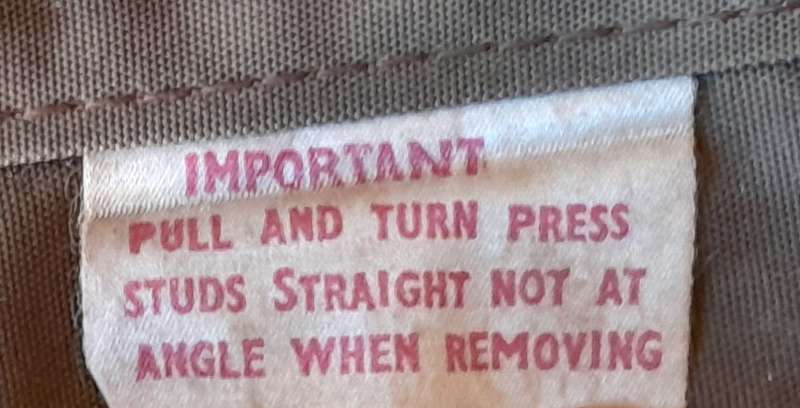 IMPORTANT
PULL AND TURN PRESS
STUDS STRAIGHT NOT AT
ANGLE WHEN REMOVING